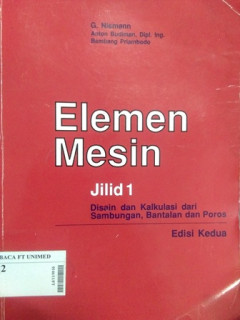 G. Niemann
Anton Budiman, Dipl. Ing.
Bambang Priambodo
Elemen
Mesin
Jilid 1
Disain dan Kalkulasi dari
Sambungan, Bantalan dan Poros
Edisi Kedua
BACA FT UNIMED
2